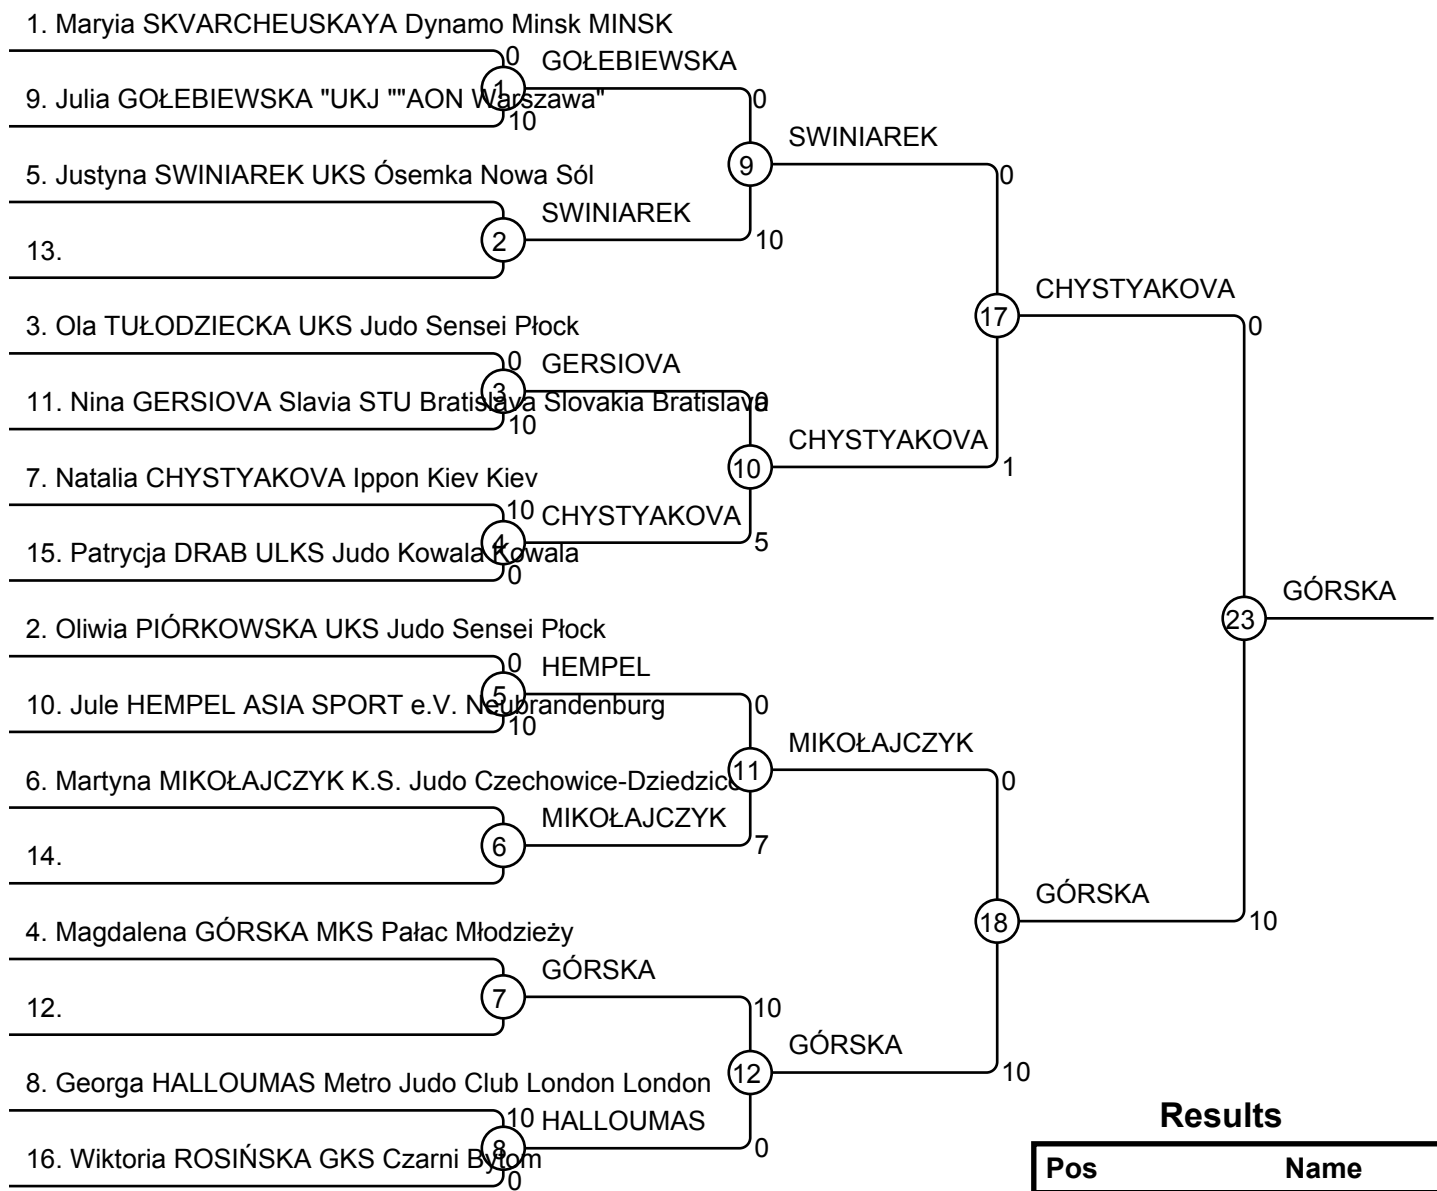 1. Maryia SKVARCHEUSKAYA Dynamo Minsk MINSK
0
GOŁEBIEWSKA
1
9. Julia GOŁEBIEWSKA "UKJ ""AON Warszawa"
10
0
SWINIAREK
9
0
5. Justyna SWINIAREK UKS Ósemka Nowa Sól
SWINIAREK
2
10
13.
CHYSTYAKOVA
17
0
3. Ola TUŁODZIECKA UKS Judo Sensei Płock
0
GERSIOVA
3
11. Nina GERSIOVA Slavia STU Bratislava Slovakia Bratislava
10
0
CHYSTYAKOVA
10
1
7. Natalia CHYSTYAKOVA Ippon Kiev Kiev
10
CHYSTYAKOVA
4
5
15. Patrycja DRAB ULKS Judo Kowala Kowala
0
GÓRSKA
23
2. Oliwia PIÓRKOWSKA UKS Judo Sensei Płock
0
HEMPEL
5
10. Jule HEMPEL ASIA SPORT e.V. Neubrandenburg
10
0
MIKOŁAJCZYK
11
0
6. Martyna MIKOŁAJCZYK K.S. Judo Czechowice-Dziedzice
MIKOŁAJCZYK
6
7
14.
GÓRSKA
18
10
4. Magdalena GÓRSKA MKS Pałac Młodzieży
GÓRSKA
7
12.
10
GÓRSKA
12
10
8. Georga HALLOUMAS Metro Judo Club London London
10
HALLOUMAS
8
0
16. Wiktoria ROSIŃSKA GKS Czarni Bytom
0
Results
Pos Name